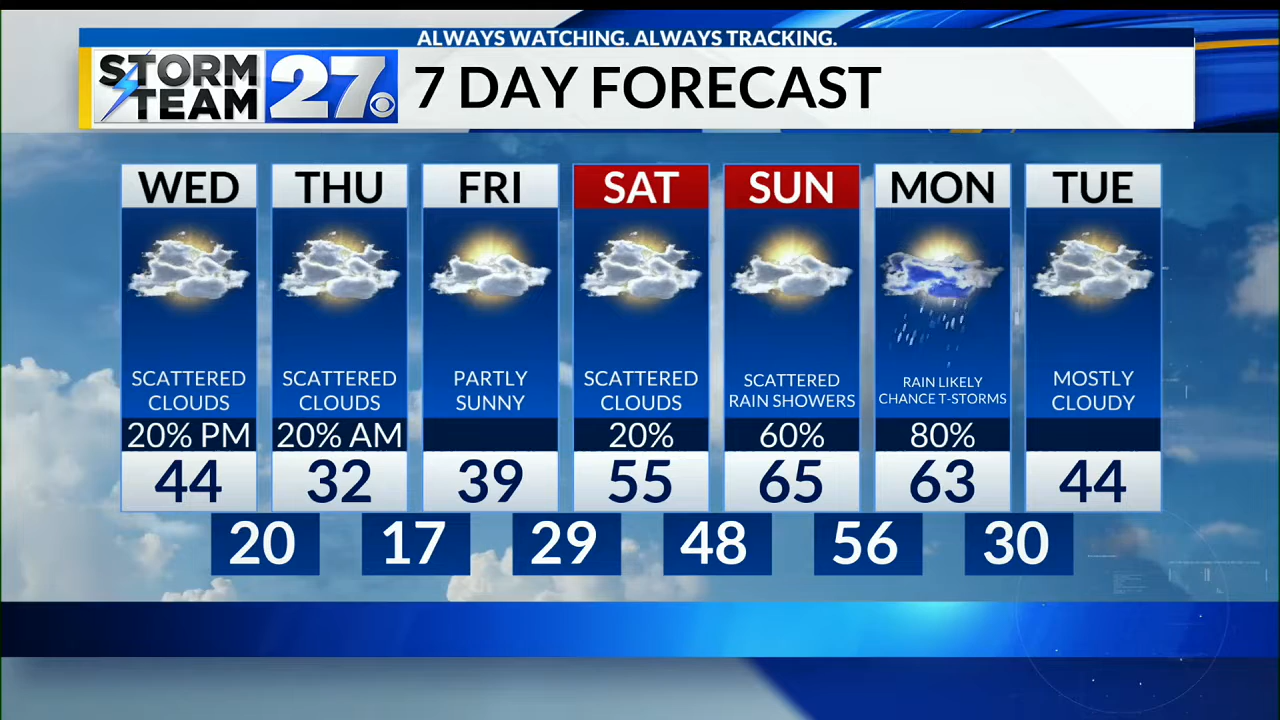 ALWAYS WATCHING. ALWAYS TRACKING.
STORM TEAM 27 7 DAY FORECAST
WED THU FRI SAT SUN MON TUE
SCATTERED CLOUDS
SCATTERED CLOUDS
PARTLY SUNNY
SCATTERED CLOUDS
SCATTERED RAIN SHOWERS
RAIN LIKELY CHANCE T-STORMS
MOSTLY CLOUDY
20% PM 20% AM 20% 60% 80%
44 32 39 55 65 63 44
20 17 29 48 56 30